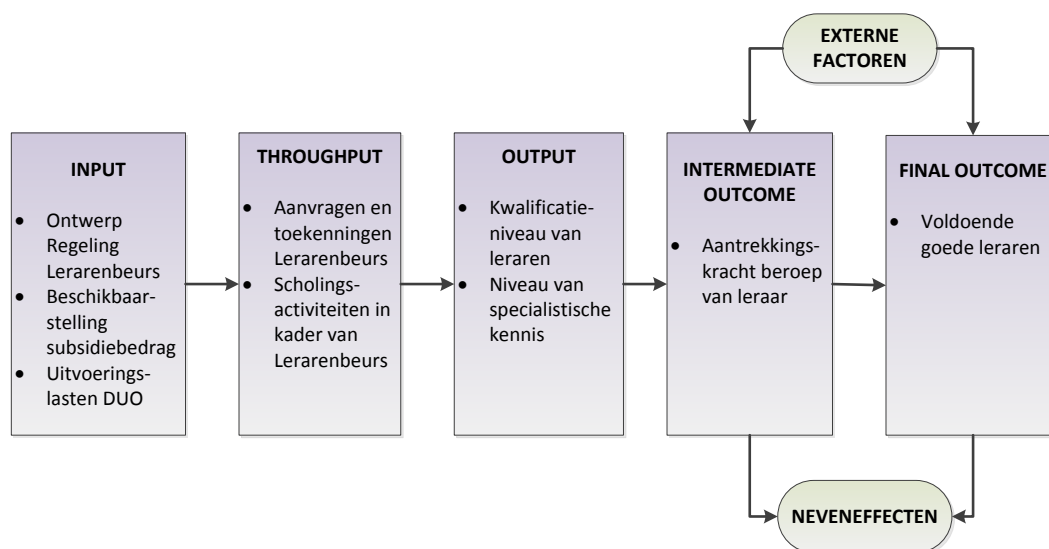 EXTERNE
FACTOREN
INPUT
• Ontwerp
Regeling
Lerarenbeurs
• Beschikbaar-
stelling
subsidiebedrag
• Uitvoerings-
lasten DUO
THROUGHPUT
• Aanvragen en
toekenningen
Lerarenbeurs
• Scholings-
activiteiten in
kader van
Lerarenbeurs
OUTPUT
• Kwalificatie-
niveau van
leraren
• Niveau van
specialistische
kennis
INTERMEDIATE
OUTCOME
• Aantrekkings-
kracht beroep
van leraar
FINAL OUTCOME
• Voldoende
goede leraren
NEVENEFFECTEN